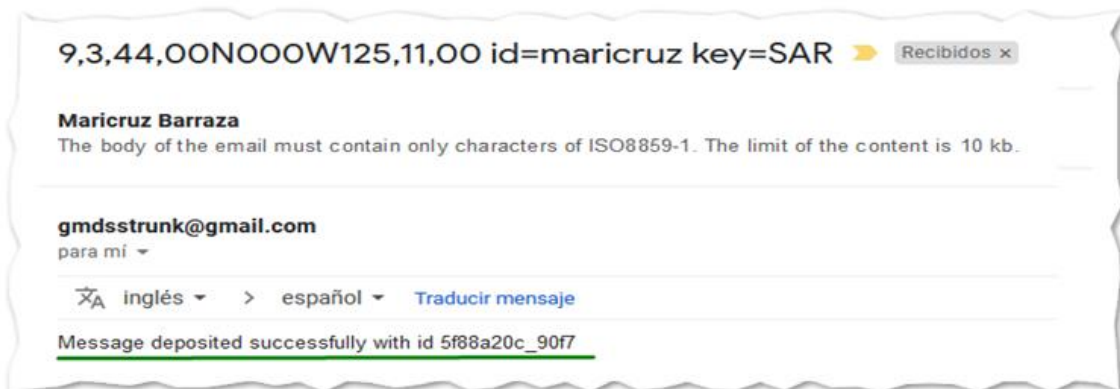 9,3,44,00N000W125,11,00 id=maricruz key=SAR Recibidos x
Maricruz Barraza
The body of the email must contain only characters of ISO8859-1. The limit of the content is 10 kb.
gmdsstrunk@gmail.com
para mí
inglés > español Traducir mensaje
Message deposited successfully with id 5f88a20c_90f7